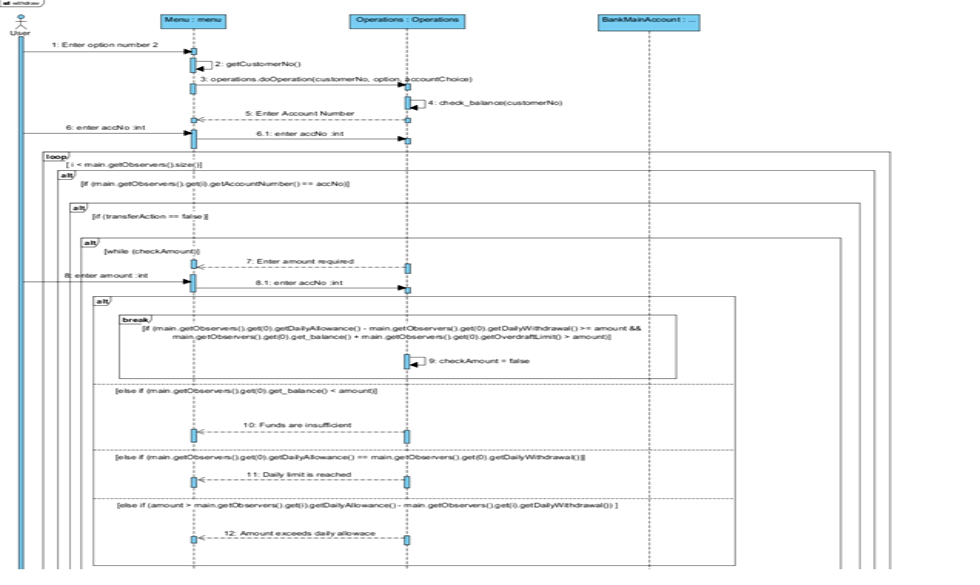 withdraw
User
Menu : menu
Operations : Operations
BankMainAccount : ...
1: Enter option number 2
2: getCustomerNo()
3: operations.doOperation(customerNo, option, accountChoice)
4: check_balance(customerNo)
5: Enter Account Number
6: enter accNo :int
6.1: enter accNo :int
loop
[ i < main.getObservers().size()]
alt
[if (main.getObservers().get(i).getAccountNumber() == accNo)]
alt
[if (transferAction == false)]
alt
[while (checkAmount)]
7: Enter amount required
8: enter amount :int
8.1: enter accNo :int
alt
break
[if (main.getObservers().get(0).getDailyAllowance() - main.getObservers().get(0).getDailyWithdrawal() >= amount &&
main.getObservers().get(0).get_balance() + main.getObservers().get(0).getOverdraftLimit() > amount)]
9: checkAmount = false
[else if (main.getObservers().get(0).get_balance() < amount)]
10: Funds are insufficient
[else if (main.getObservers().get(0).getDailyAllowance() == main.getObservers().get(0).getDailyWithdrawal())]
11: Daily limit is reached
[else if (amount > main.getObservers().get(i).getDailyAllowance() - main.getObservers().get(i).getDailyWithdrawal()) ]
12: Amount exceeds daily allowace